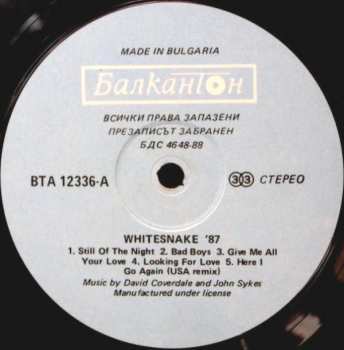 MADE IN BULGARIA
Балкантон
ВСИЧКИ ПРАВА ЗАПАЗЕНИ
ПРЕЗАПИСЪТ ЗАБРАНЕН
БДС 4648-88
ВТА 12336-А 33 СТЕРЕО
WHITESNAKE '87
1. Still Of The Night 2. Bad Boys 3. Give Me All
Your Love 4. Looking For Love 5. Here I
Go Again (USA remix)
Music by David Coverdale and John Sykes
Manufactured under license